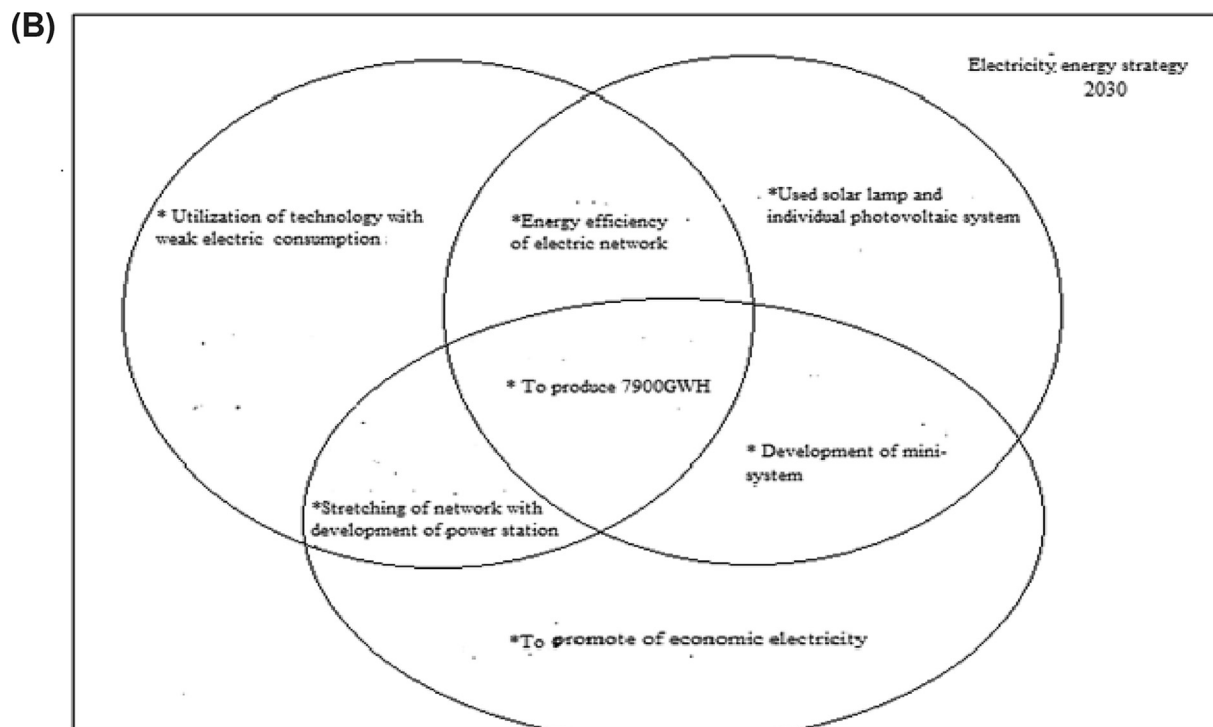 (B)
Electricity energy strategy
2030
* Utilization of technology with
weak electric consumption
*Energy efficiency
of electric network
*Used solar lamp and
individual photovoltaic system
* To produce 7900GWH
* Development of mini-
system
*Stretching of network with
development of power station
*To promote of economic electricity